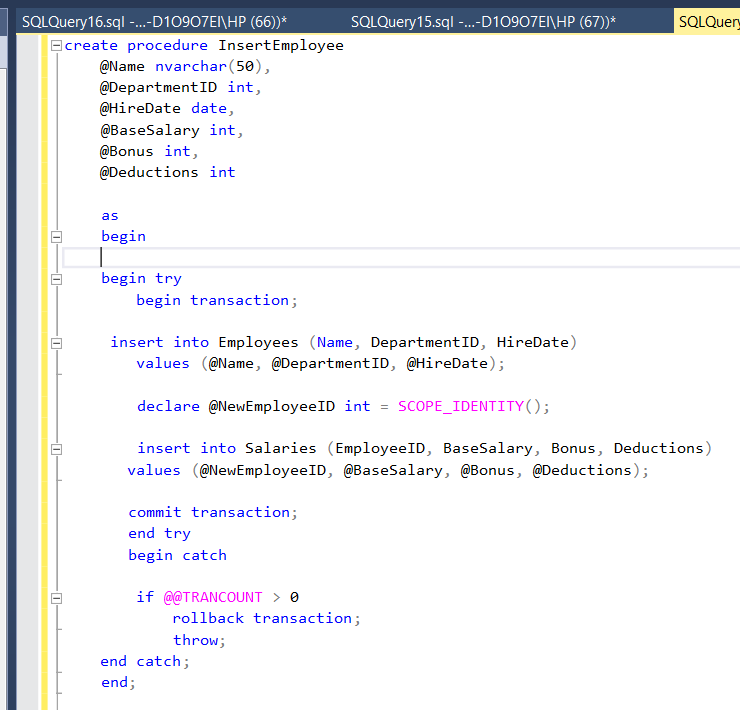 SQLQuery16.sql -...-D1O9O7EI\HP (66))* SQLQuery15.sql -...-D1O9O7EI\HP (67))* SQLQuery
create procedure InsertEmployee
@Name nvarchar(50),
@DepartmentID int,
@HireDate date,
@BaseSalary int,
@Bonus int,
@Deductions int
as
begin
begin try
begin transaction;
insert into Employees (Name, DepartmentID, HireDate)
values (@Name, @DepartmentID, @HireDate);
declare @NewEmployeeID int = SCOPE_IDENTITY();
insert into Salaries (EmployeeID, BaseSalary, Bonus, Deductions)
values (@NewEmployeeID, @BaseSalary, @Bonus, @Deductions);
commit transaction;
end try
begin catch
if @@TRANCOUNT > 0
rollback transaction;
throw;
end catch;
end;